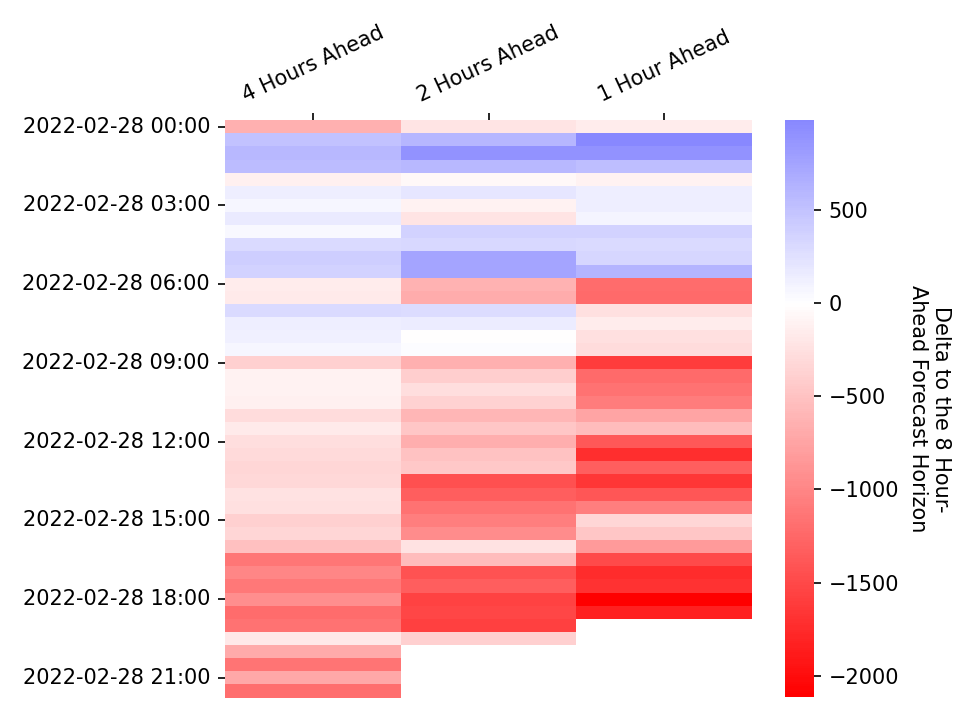 4 Hours Ahead
2 Hours Ahead
1 Hour Ahead
2022-02-28 00:00
2022-02-28 03:00
2022-02-28 06:00
2022-02-28 09:00
2022-02-28 12:00
2022-02-28 15:00
2022-02-28 18:00
2022-02-28 21:00
500
0
−500
−1000
−1500
−2000
Delta to the 8 Hour-
Ahead Forecast Horizon